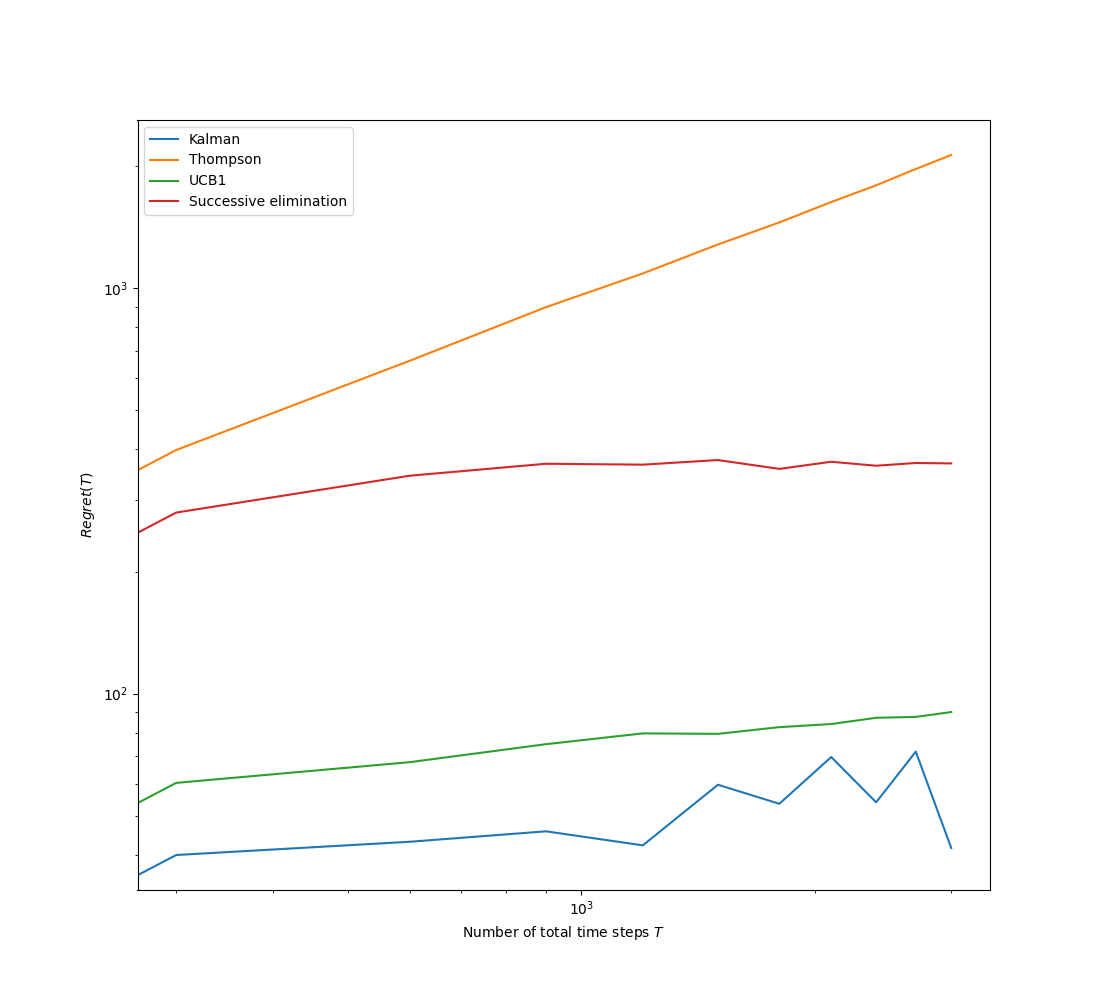 Kalman
Thompson
UCB1
Successive elimination
10³
10²
Regret(T)
10³
Number of total time steps T